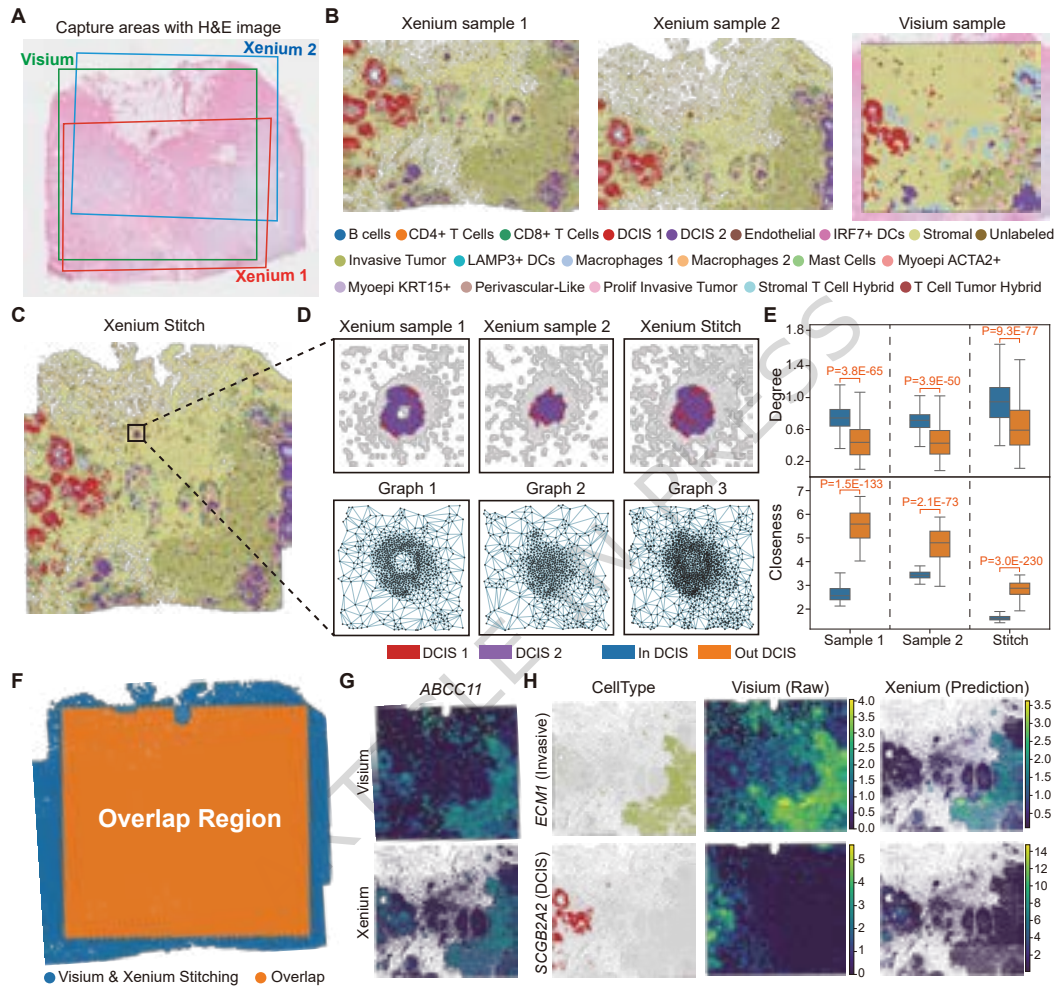 A
Capture areas with H&E image
Xenium 2
Visium
Xenium 1
B
Xenium sample 1
Xenium sample 2
Visium sample
B cells CD4+ T Cells CD8+ T Cells DCIS 1 DCIS 2 Endothelial IRF7+ DCs Stromal Unlabeled
Invasive Tumor LAMP3+ DCs Macrophages 1 Macrophages 2 Mast Cells Myoepi ACTA2+
Myoepi KRT15+ Perivascular-Like Prolif Invasive Tumor Stromal T Cell Hybrid T Cell Tumor Hybrid
C
Xenium Stitch
D
Xenium sample 1 Xenium sample 2 Xenium Stitch
Graph 1 Graph 2 Graph 3
DCIS 1 DCIS 2 In DCIS Out DCIS
E
Degree
1.8
1.4
1.0
0.6
0.2
P=3.8E-65
P=3.9E-50
P=9.3E-77
Closeness
7
6
5
4
3
2
P=1.5E-133
P=2.1E-73
P=3.0E-230
Sample 1 Sample 2 Stitch
F
Overlap Region
Visium & Xenium Stitching Overlap
G
ABCC11
Visium
Xenium
H
CellType Visium (Raw) Xenium (Prediction)
ECM1 (Invasive)
4.0
3.5
3.0
2.5
2.0
1.5
1.0
0.5
0.0
3.5
3.0
2.5
2.0
1.5
1.0
0.5
SCGB2A2 (DCIS)
5
4
3
2
1
0
14
12
10
8
6
4
2